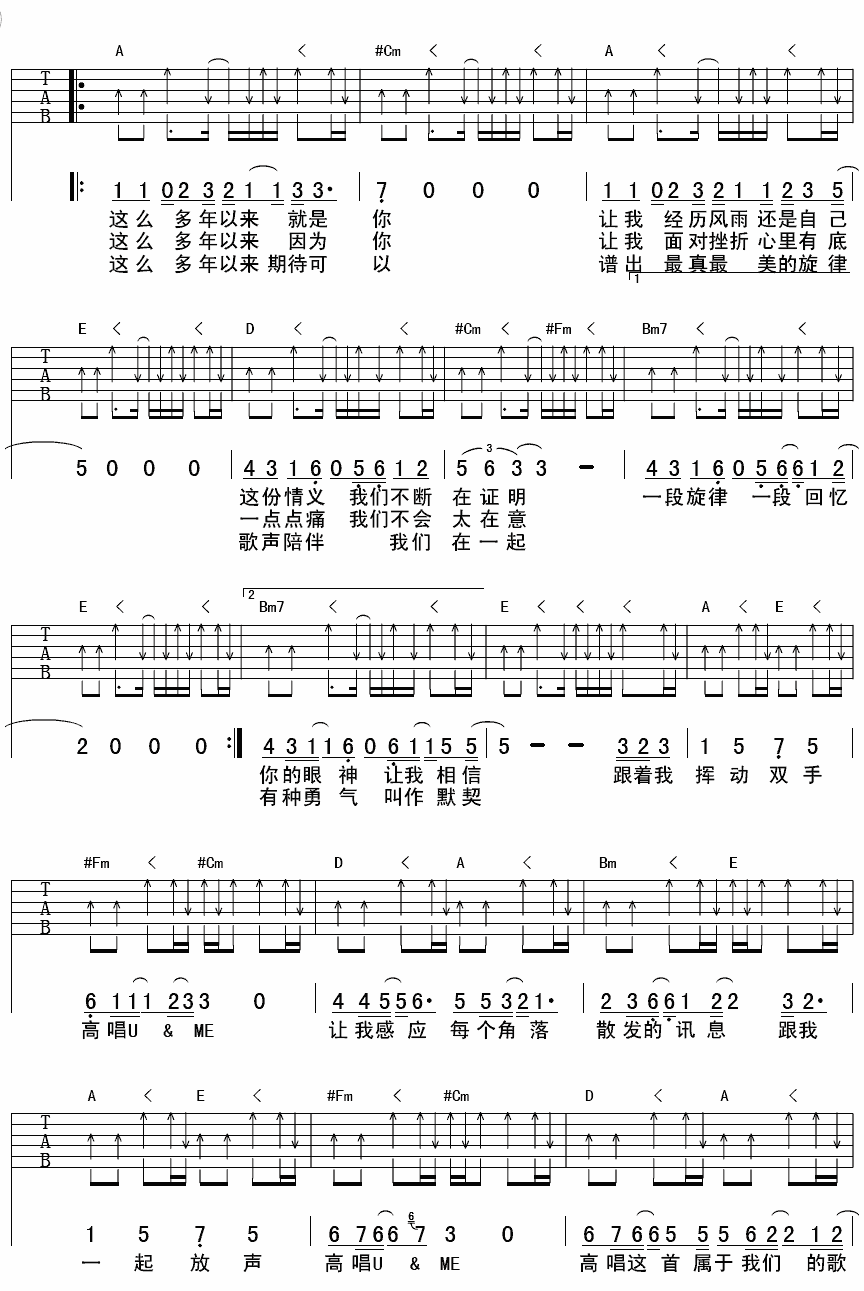 A < #Cm < < A < <
T
A
B
1 1 0 2 3 2 1 1 3 3· 7 0 0 0 1 1 0 2 3 2 1 1 2 3 5
这么 多年以来 就是 你 让我 经历风雨 还是自己
这么 多年以来 因为 你 让我 面对挫折 心里有底
这么 多年以来 期待可 以 谱出 最真最 美的旋律
1
E < < D < < #Cm < #Fm < Bm7 < <
T
A
B
3
5 0 0 0 4 3 1 6 0 5 6 1 2 5 6 3 3 – 4 3 1 6 0 5 6 6 1 2
这份情义 我们不断 在证明 一段旋律 一段 回忆
一点点痛 我们不会 太在意
歌声陪伴 我们 在一起
2
E < < Bm7 < < E < < < A < E <
T
A
B
2 0 0 0 4 3 1 1 1 6 0 6 1 1 5 5 5 – – 3 2 3 1 5 7 5
你的眼 神 让我 相信 跟着我 挥 动 双 手
有种勇 气 叫作 默契
#Fm < #Cm D < A < Bm < E
T
A
B
6 1 1 1 1 2 3 3 0 4 4 5 5 6· 5 5 3 2 1· 2 3 6 6 1 2 2 3 2·
高 唱U & ME 让我感 应 每个角 落 散 发的 讯 息 跟我
A < E < #Fm < #Cm D < A <
T
A
B
6
1 5 7 5 6 7 6 6 7 3 0 6 7 6 6 5 5 6 2 2 1 2
一 起 放 声 高 唱U & ME 高 唱这 首 属于我们 的歌